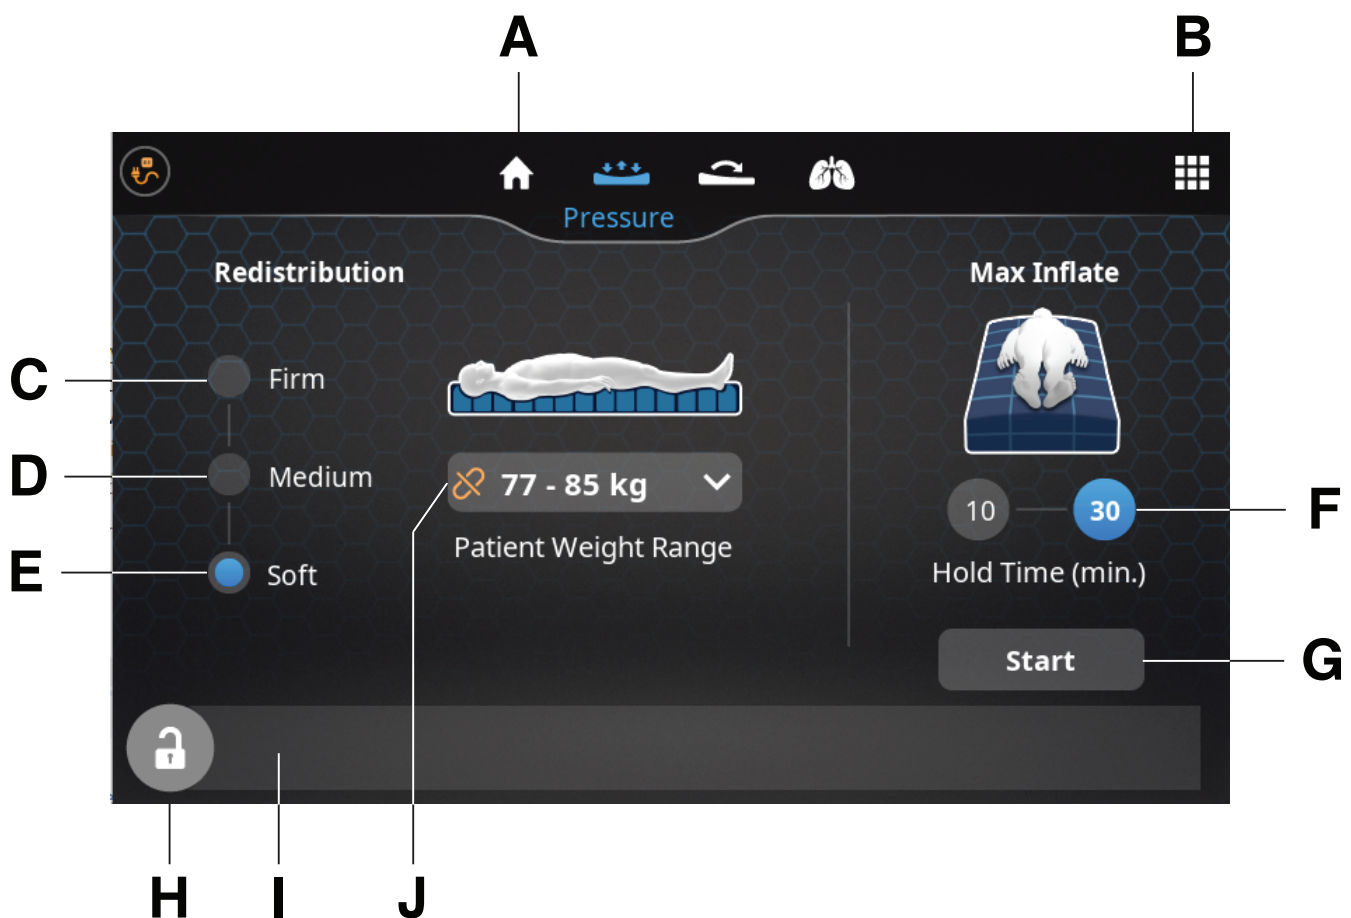 A
B
Pressure
Redistribution
Max Inflate
C
Firm
D
Medium
77 - 85 kg
Patient Weight Range
10
30
F
Hold Time (min.)
E
Soft
Start
G
H
I
J